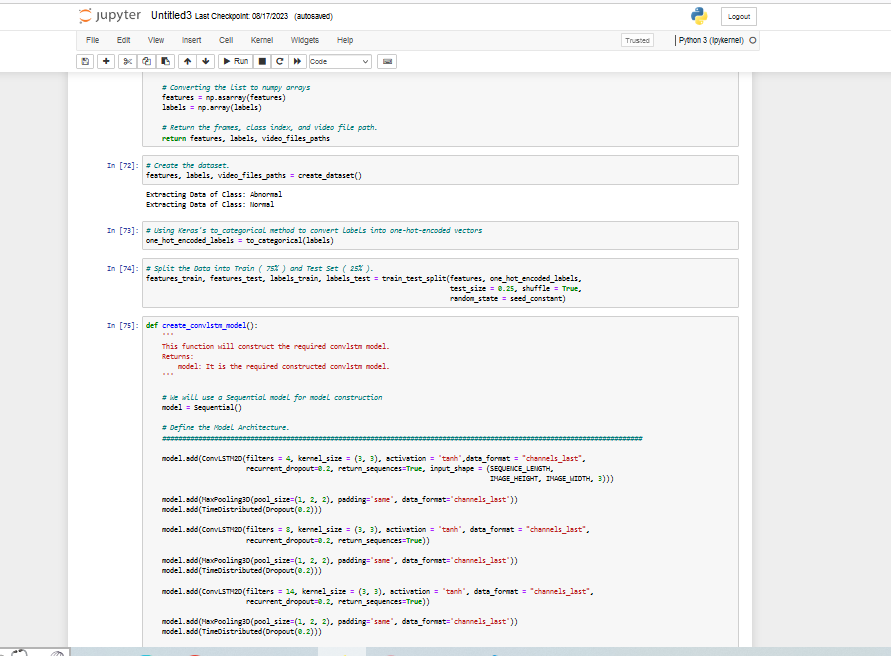 jupyter Untitled3 Last Checkpoint: 08/17/2023 (autosaved) Logout
File Edit View Insert Cell Kernel Widgets Help Trusted Python 3 (ipykernel)
Run Code
# Converting the list to numpy arrays
features = np.asarray(features)
labels = np.array(labels)
# Return the frames, class index, and video file path.
return features, labels, video_files_paths
In [72]: # Create the dataset.
features, labels, video_files_paths = create_dataset()
Extracting Data of Class: Abnormal
Extracting Data of Class: Normal
In [73]: # Using Keras's to_categorical method to convert labels into one-hot-encoded vectors
one_hot_encoded_labels = to_categorical(labels)
In [74]: # Split the Data into Train ( 75% ) and Test Set ( 25% ).
features_train, features_test, labels_train, labels_test = train_test_split(features, one_hot_encoded_labels,
test_size = 0.25, shuffle = True,
random_state = seed_constant)
In [75]: def create_convlstm_model():
'''
This function will construct the required convlstm model.
Returns:
model: It is the required constructed convlstm model.
'''
# We will use a Sequential model for model construction
model = Sequential()
# Define the Model Architecture.
########################################################################################################################
model.add(ConvLSTM2D(filters = 4, kernel_size = (3, 3), activation = 'tanh',data_format = "channels_last",
recurrent_dropout=0.2, return_sequences=True, input_shape = (SEQUENCE_LENGTH,
IMAGE_HEIGHT, IMAGE_WIDTH, 3)))
model.add(MaxPooling3D(pool_size=(1, 2, 2), padding='same', data_format='channels_last'))
model.add(TimeDistributed(Dropout(0.2)))
model.add(ConvLSTM2D(filters = 8, kernel_size = (3, 3), activation = 'tanh', data_format = "channels_last",
recurrent_dropout=0.2, return_sequences=True))
model.add(MaxPooling3D(pool_size=(1, 2, 2), padding='same', data_format='channels_last'))
model.add(TimeDistributed(Dropout(0.2)))
model.add(ConvLSTM2D(filters = 14, kernel_size = (3, 3), activation = 'tanh', data_format = "channels_last",
recurrent_dropout=0.2, return_sequences=True))
model.add(MaxPooling3D(pool_size=(1, 2, 2), padding='same', data_format='channels_last'))
model.add(TimeDistributed(Dropout(0.2)))